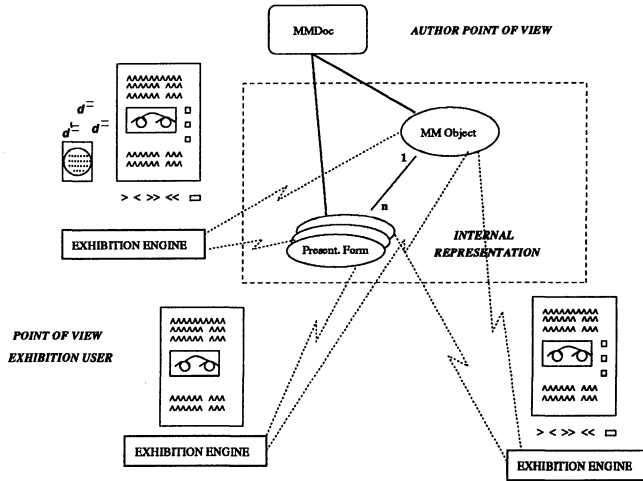 MMDoc
AUTHOR POINT OF VIEW
MM Object
1
n
Present. Form
INTERNAL
REPRESENTATION
d
d
d
> < >> << 
EXHIBITION ENGINE
POINT OF VIEW
EXHIBITION USER
EXHIBITION ENGINE
> < >> <<
EXHIBITION ENGINE